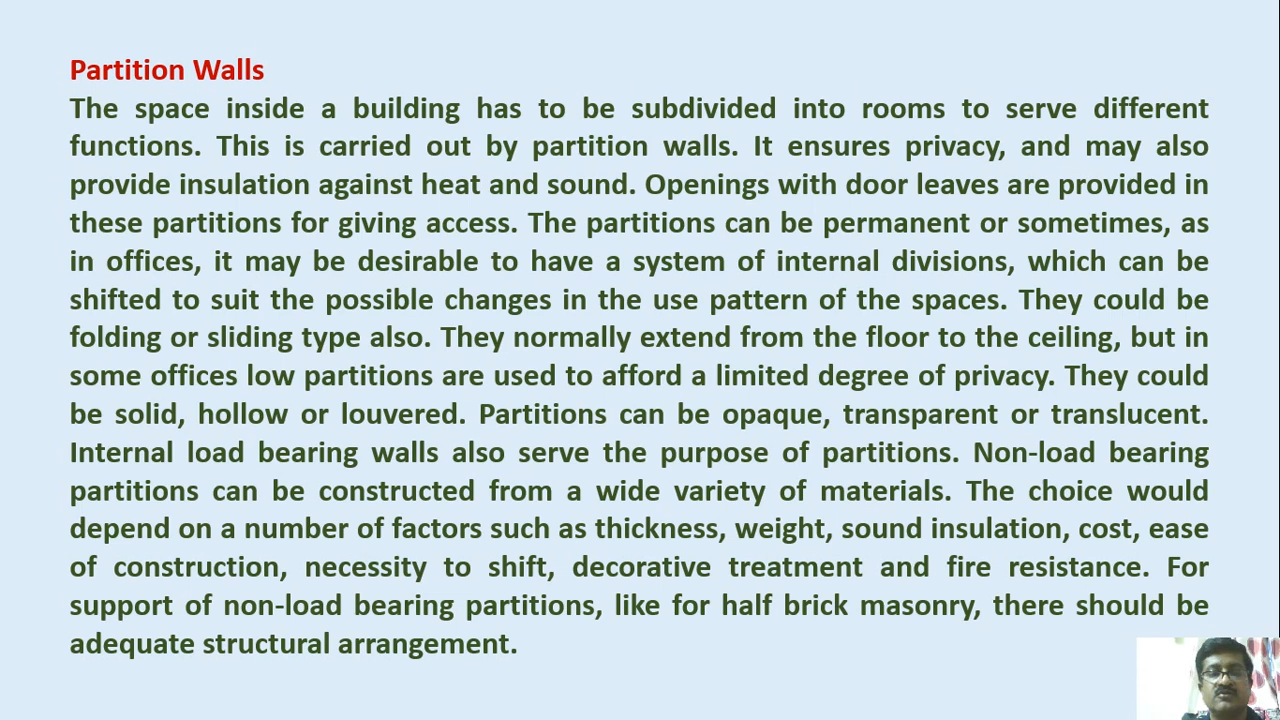 Partition Walls
The space inside a building has to be subdivided into rooms to serve different
functions. This is carried out by partition walls. It ensures privacy, and may also
provide insulation against heat and sound. Openings with door leaves are provided in
these partitions for giving access. The partitions can be permanent or sometimes, as
in offices, it may be desirable to have a system of internal divisions, which can be
shifted to suit the possible changes in the use pattern of the spaces. They could be
folding or sliding type also. They normally extend from the floor to the ceiling, but in
some offices low partitions are used to afford a limited degree of privacy. They could
be solid, hollow or louvered. Partitions can be opaque, transparent or translucent.
Internal load bearing walls also serve the purpose of partitions. Non-load bearing
partitions can be constructed from a wide variety of materials. The choice would
depend on a number of factors such as thickness, weight, sound insulation, cost, ease
of construction, necessity to shift, decorative treatment and fire resistance. For
support of non-load bearing partitions, like for half brick masonry, there should be
adequate structural arrangement.